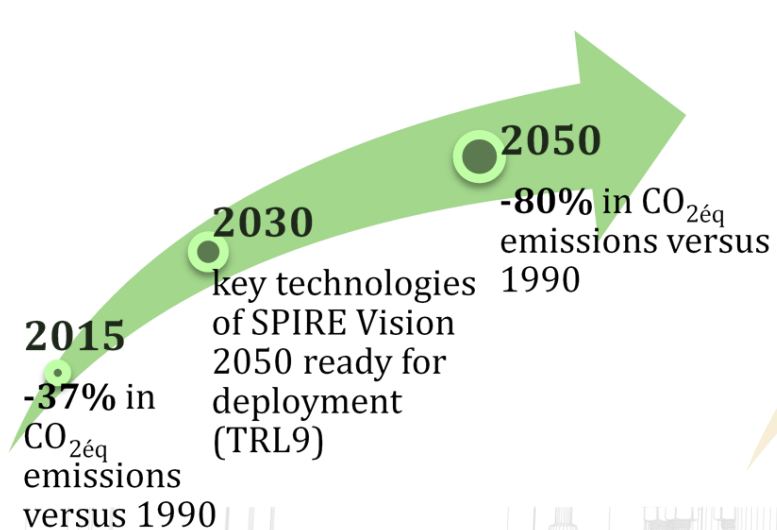 2015
-37% in
CO2éq
emissions
versus 1990
2030
key technologies
of SPIRE Vision
2050 ready for
deployment
(TRL9)
2050
-80% in CO2éq
emissions versus
1990